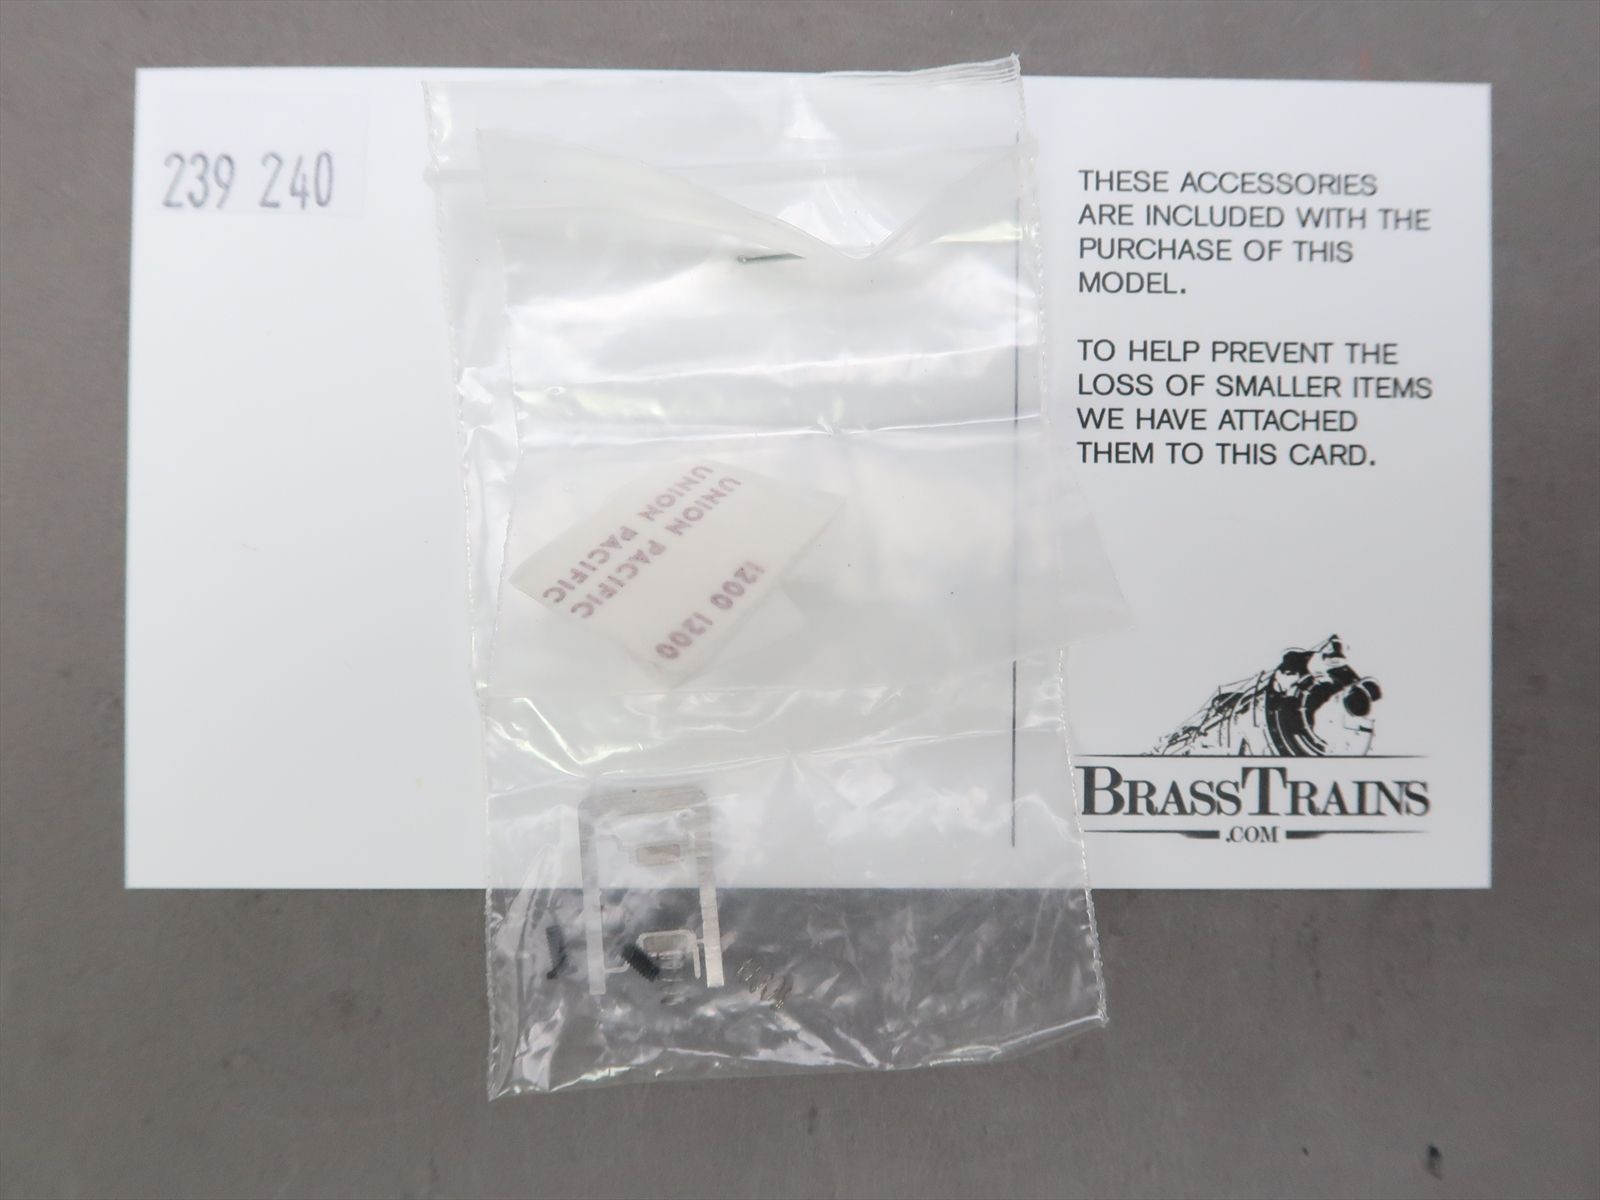 239 240
THESE ACCESSORIES
ARE INCLUDED WITH THE
PURCHASE OF THIS
MODEL.
TO HELP PREVENT THE
LOSS OF SMALLER ITEMS
WE HAVE ATTACHED
THEM TO THIS CARD.
UNION PACIFIC
UNION PACIFIC
1200 1200
BRASSTRAINS
.COM